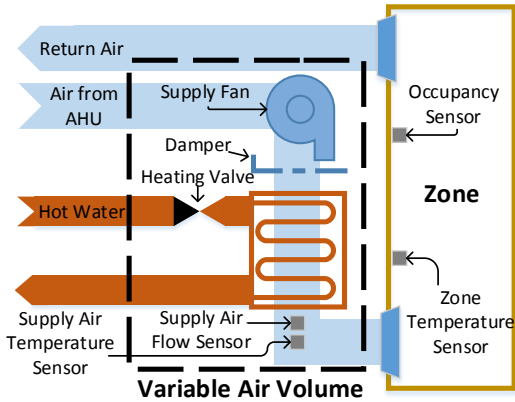 Return Air
Air from
AHU
Supply Fan
Damper
Heating Valve
Hot Water
Supply Air
Temperature
Sensor
Supply Air
Flow Sensor
Variable Air Volume
Occupancy
Sensor
Zone
Zone
Temperature
Sensor